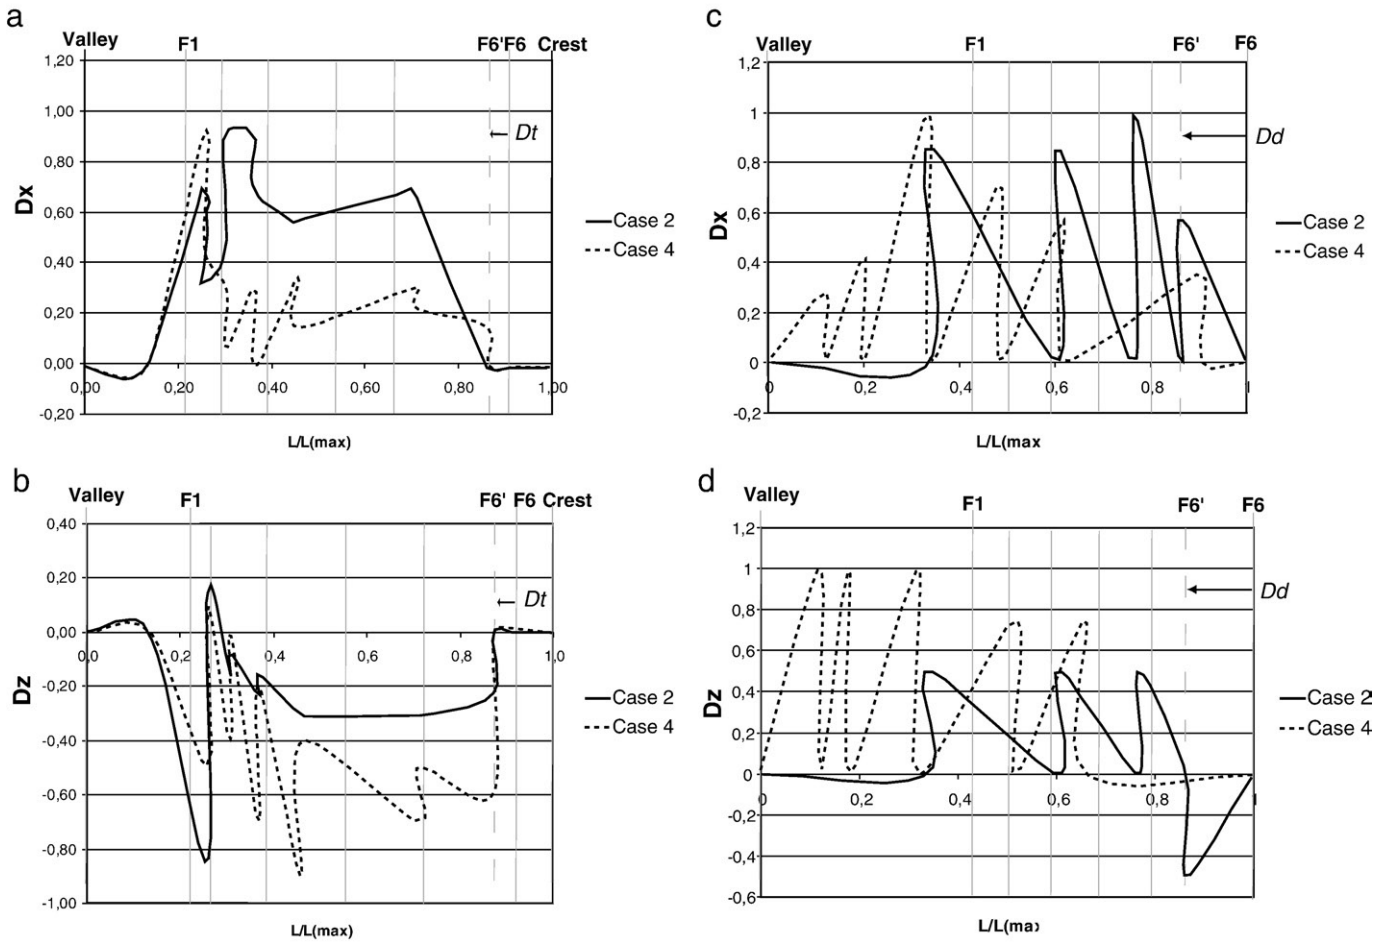 a
Valley F1 F6'F6 Crest
1,20
1,00
0,80
0,60
0,40
0,20
0,00
-0,20
0,00 0,20 0,40 0,60 0,80 1,00
Dx
Dt
Case 2
Case 4
L/L(max)
c
Valley F1 F6' F6
1,2
1
0,8
0,6
0,4
0,2
0
-0,2
0 0,2 0,4 0,6 0,8 1
Dx
Dd
Case 2
Case 4
L/L(max
b
Valley F1 F6' F6 Crest
0,40
0,20
0,00
-0,20
-0,40
-0,60
-0,80
-1,00
0,0 0,2 0,4 0,6 0,8 1,0
Dz
Dt
Case 2
Case 4
L/L(max)
d
Valley F1 F6' F6
1,2
1
0,8
0,6
0,4
0,2
0
-0,2
-0,4
-0,6
0 0,2 0,4 0,6 0,8 1
Dz
Dd
Case 2
Case 4
L/L(max)